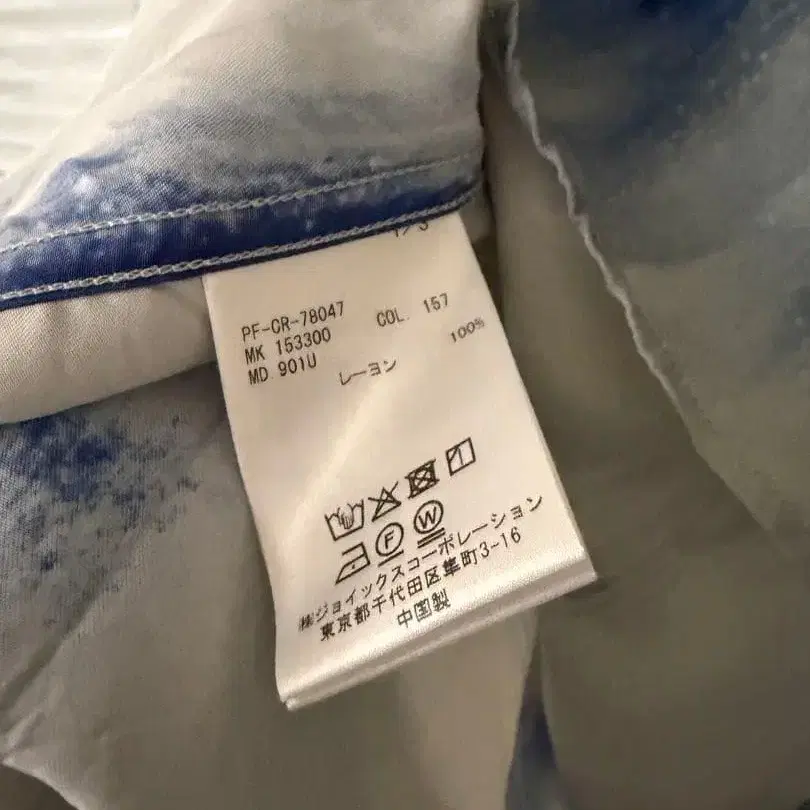 PF-CR-78047
MK 153300 COL. 157
MD 901U
レーヨン 100%
F W
㈱ジョイックスコーポレーション
東京都千代田区隼町3-16
中国製